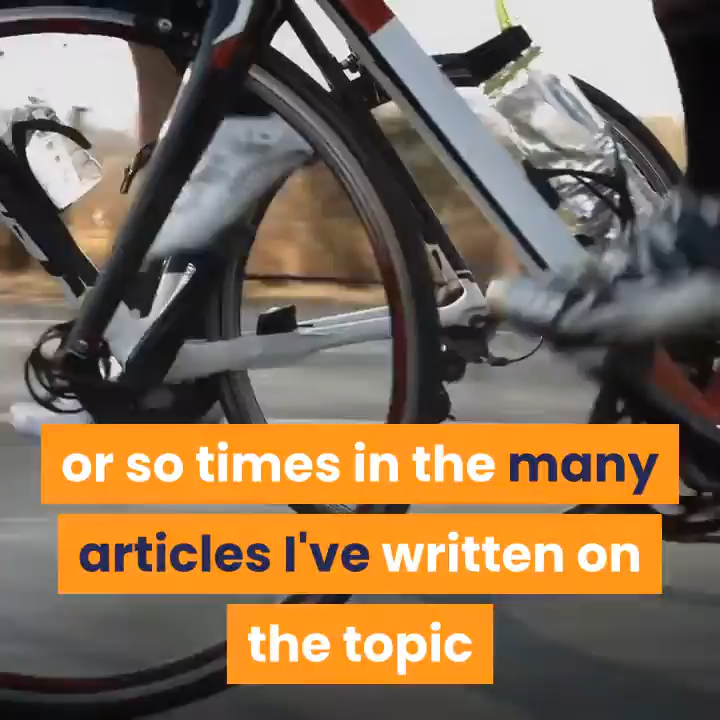 or so times in the many
articles I've written on
the topic